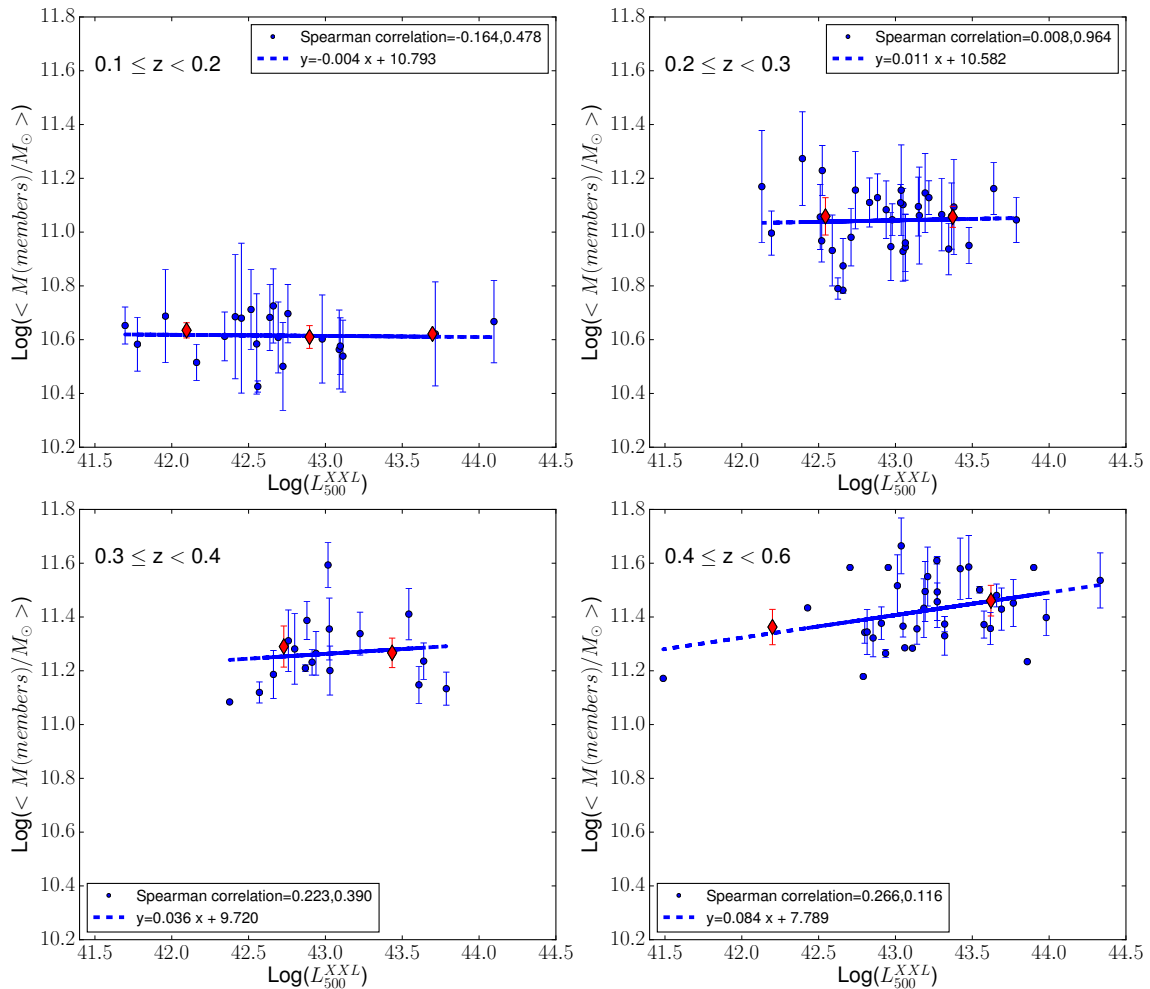 11.8
11.6
11.4
11.2
11.0
10.8
10.6
10.4
10.2
Log(< M(members)/M⊙ >)
0.1 ≤ z < 0.2
Spearman correlation=-0.164,0.478
y=-0.004 x + 10.793
41.5 42.0 42.5 43.0 43.5 44.0 44.5
Log(L_500^XXL)
11.8
11.6
11.4
11.2
11.0
10.8
10.6
10.4
10.2
Log(< M(members)/M⊙ >)
0.2 ≤ z < 0.3
Spearman correlation=0.008,0.964
y=0.011 x + 10.582
41.5 42.0 42.5 43.0 43.5 44.0 44.5
Log(L_500^XXL)
11.8
11.6
11.4
11.2
11.0
10.8
10.6
10.4
10.2
Log(< M(members)/M⊙ >)
0.3 ≤ z < 0.4
Spearman correlation=0.223,0.390
y=0.036 x + 9.720
41.5 42.0 42.5 43.0 43.5 44.0 44.5
Log(L_500^XXL)
11.8
11.6
11.4
11.2
11.0
10.8
10.6
10.4
10.2
Log(< M(members)/M⊙ >)
0.4 ≤ z < 0.6
Spearman correlation=0.266,0.116
y=0.084 x + 7.789
41.5 42.0 42.5 43.0 43.5 44.0 44.5
Log(L_500^XXL)